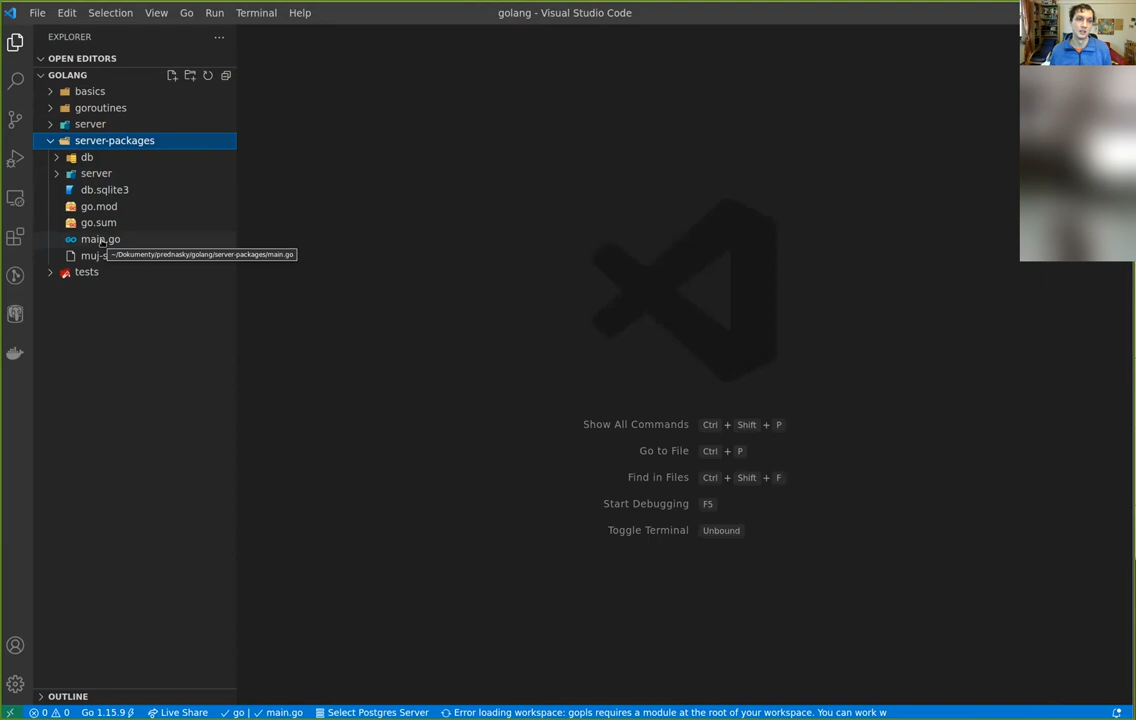 File Edit Selection View Go Run Terminal Help
golang - Visual Studio Code
EXPLORER
OPEN EDITORS
GOLANG
basics
goroutines
server
server-packages
db
server
db.sqlite3
go.mod
go.sum
main.go
~/Dokumenty/prednasky/golang/server-packages/main.go
tests
Show All Commands Ctrl + Shift + P
Go to File Ctrl + P
Find in Files Ctrl + Shift + F
Start Debugging F5
Toggle Terminal Unbound
OUTLINE
0 0 Go 1.15.9 Live Share go | main.go Select Postgres Server Error loading workspace: gopls requires a module at the root of your workspace. You can work w